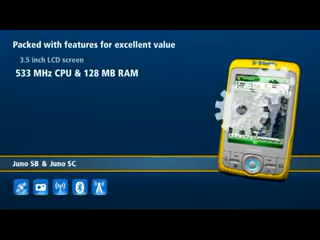 Packed with features for excellent value
3.5 inch LCD screen
533 MHz CPU & 128 MB RAM
Trimble
Juno SB & Juno SC